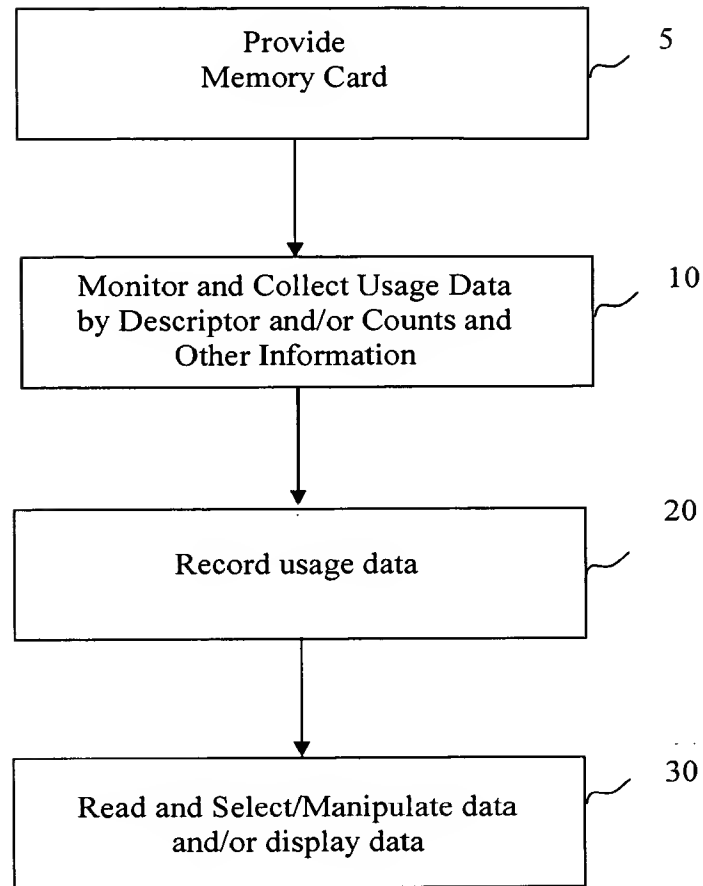 Provide
Memory Card
5
Monitor and Collect Usage Data
by Descriptor and/or Counts and
Other Information
10
Record usage data
20
Read and Select/Manipulate data
and/or display data
30